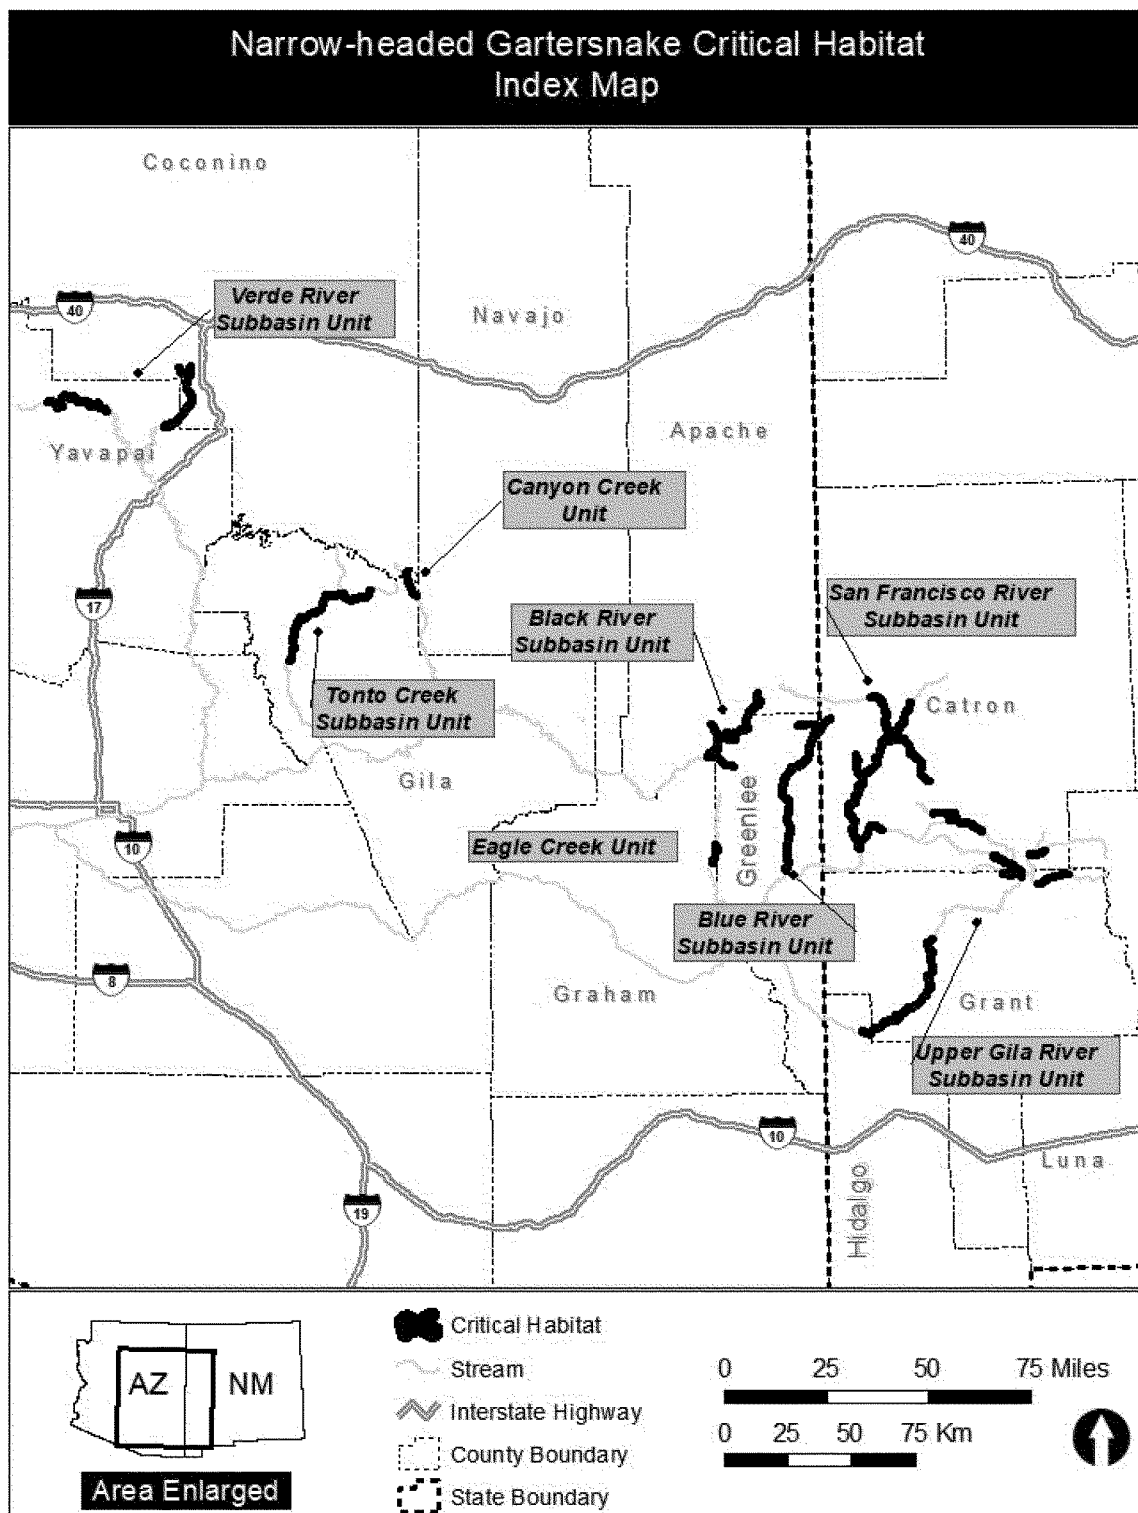 Narrow-headed Gartersnake Critical Habitat
Index Map
Coconino
40
40
Verde River
Subbasin Unit
Navajo
Apache
Yavapai
Canyon Creek
Unit
17
San Francisco River
Subbasin Unit
Black River
Subbasin Unit
Tonto Creek
Subbasin Unit
Catron
Gila
Greenlee
10
Eagle Creek Unit
Blue River
Subbasin Unit
8
Graham
Grant
Upper Gila River
Subbasin Unit
10
Luna
Hidalgo
19
AZ
NM
Area Enlarged
Critical Habitat
Stream
Interstate Highway
County Boundary
State Boundary
0 25 50 75 Miles
0 25 50 75 Km